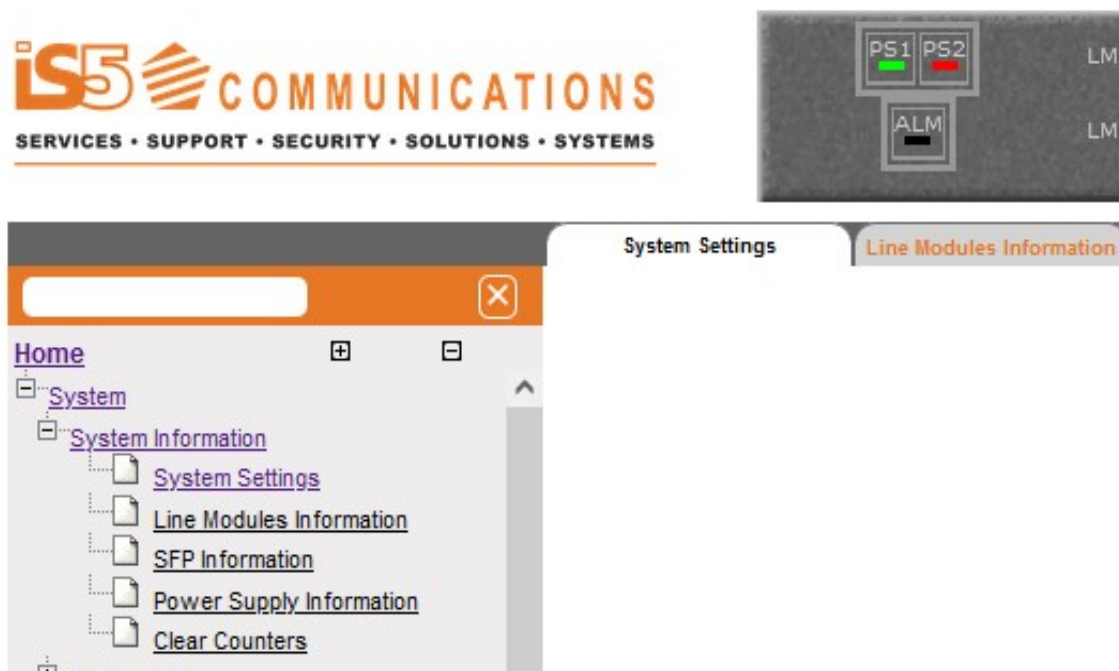 iS5 COMMUNICATIONS
SERVICES • SUPPORT • SECURITY • SOLUTIONS • SYSTEMS
PS1 PS2
LM
ALM
LM
System Settings
Line Modules Information
Home
System
System Information
System Settings
Line Modules Information
SFP Information
Power Supply Information
Clear Counters